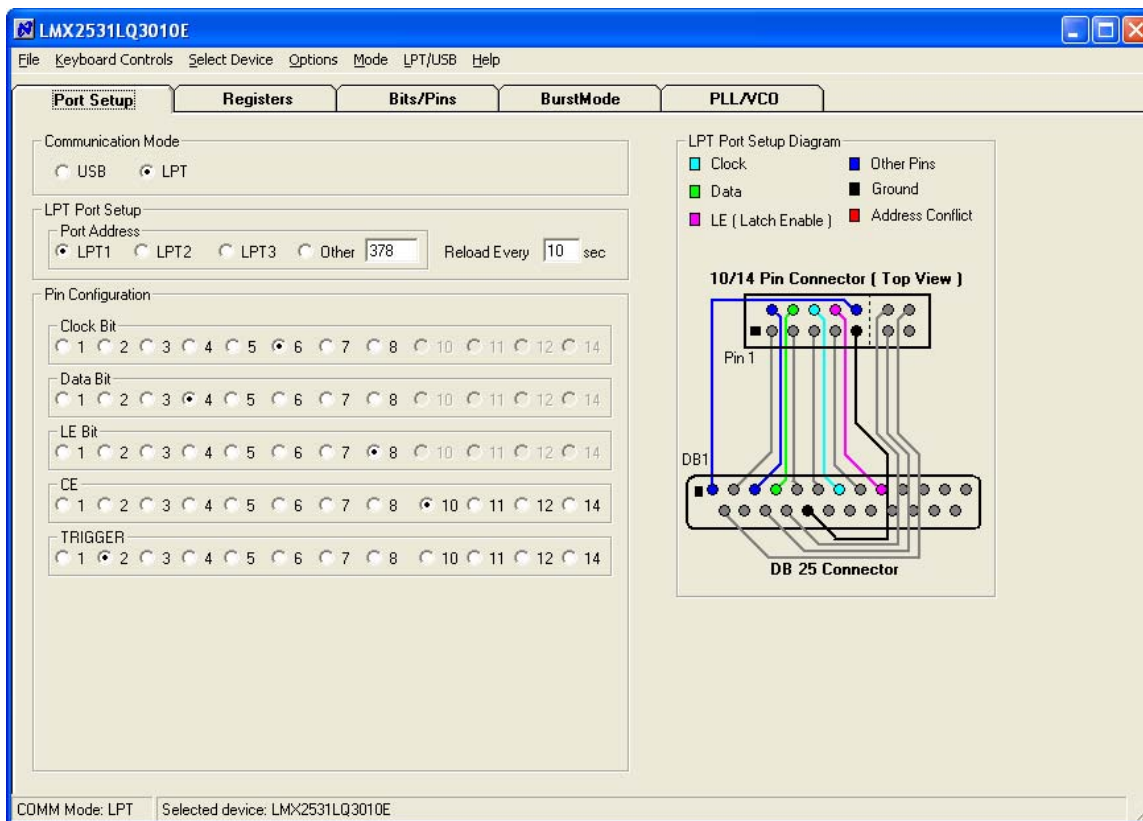 LMX2531LQ3010E
File Keyboard Controls Select Device Options Mode LPT/USB Help
Port Setup Registers Bits/Pins BurstMode PLL/VCO
Communication Mode
USB LPT
LPT Port Setup
Port Address
LPT1 LPT2 LPT3 Other 378 Reload Every 10 sec
Pin Configuration
Clock Bit
1 2 3 4 5 6 7 8 10 11 12 14
Data Bit
1 2 3 4 5 6 7 8 10 11 12 14
LE Bit
1 2 3 4 5 6 7 8 10 11 12 14
CE
1 2 3 4 5 6 7 8 10 11 12 14
TRIGGER
1 2 3 4 5 6 7 8 10 11 12 14
LPT Port Setup Diagram
Clock Other Pins
Data Ground
LE ( Latch Enable ) Address Conflict
10/14 Pin Connector ( Top View )
Pin 1
DB1
DB 25 Connector
COMM Mode: LPT Selected device: LMX2531LQ3010E